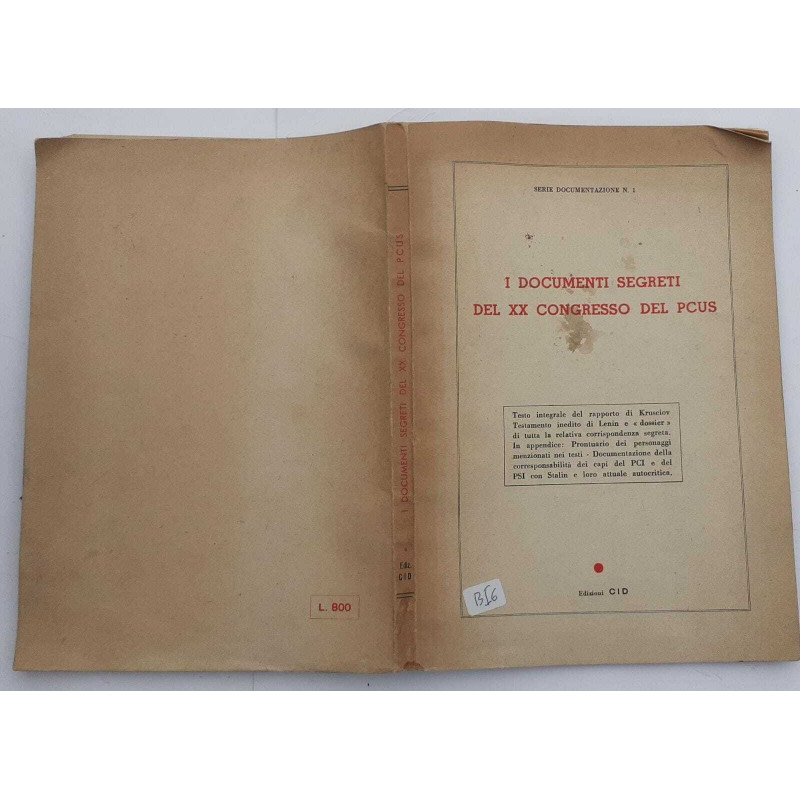 SERIE DOCUMENTAZIONE N. 1
I DOCUMENTI SEGRETI
DEL XX CONGRESSO DEL PCUS
Testo integrale del rapporto di Krusciov
Testamento inedito di Lenin e « dossier »
di tutta la relativa corrispondenza segreta.
In appendice: Prontuario dei personaggi
menzionati nei testi - Documentazione della
corresponsabilità dei capi del PCI e del
PSI con Stalin e loro attuale autocritica.
Edizioni CID
BI6
I DOCUMENTI SEGRETI DEL XX CONGRESSO DEL PCUS
Ediz.
CID
L. 800